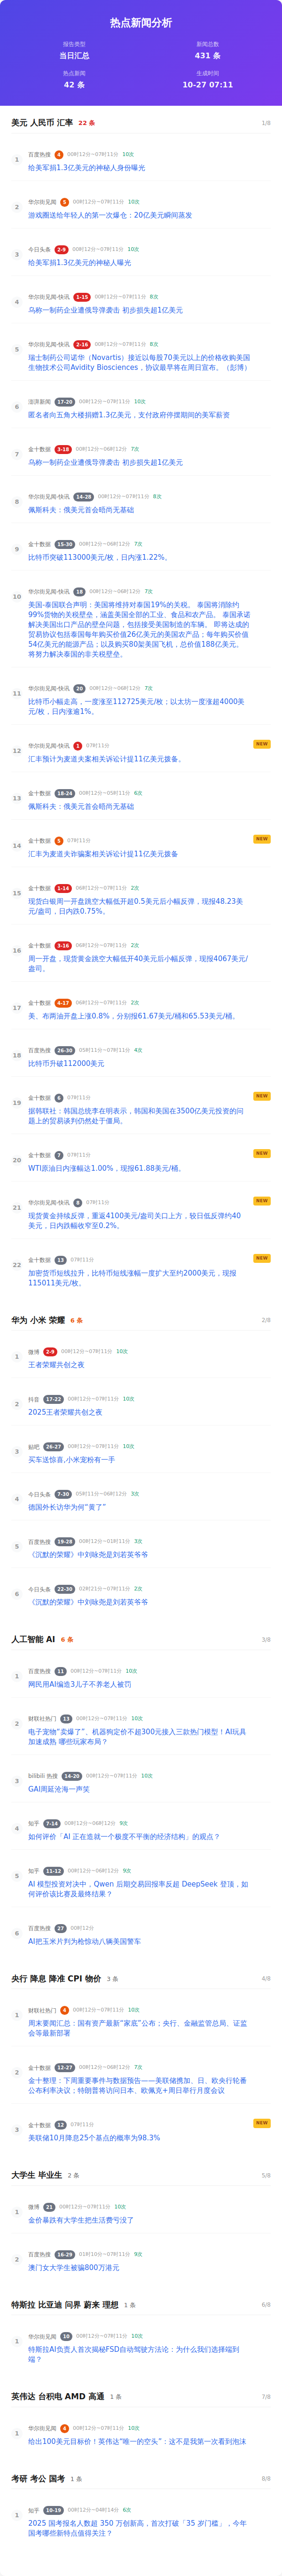 热点新闻分析
报告类型
当日汇总
新闻总数
431 条
热点新闻
42 条
生成时间
10-27 07:11
美元 人民币 汇率 22 条 1/8
1 百度热搜 4 00时12分~07时11分 10次
给美军捐1.3亿美元的神秘人身份曝光
2 华尔街见闻 5 00时12分~07时11分 10次
游戏圈送给年轻人的第一次爆仓：20亿美元瞬间蒸发
3 今日头条 2-9 00时12分~07时11分 10次
给美军捐1.3亿美元的神秘人曝光
4 华尔街见闻-快讯 1-15 00时12分~07时11分 8次
乌称一制药企业遭俄导弹袭击 初步损失超1亿美元
5 华尔街见闻-快讯 2-16 00时12分~07时11分 8次
瑞士制药公司诺华（Novartis）接近以每股70美元以上的价格收购美国
生物技术公司Avidity Biosciences，协议最早将在周日宣布。（彭博）
6 澎湃新闻 17-20 00时12分~07时11分 10次
匿名者向五角大楼捐赠1.3亿美元，支付政府停摆期间的美军薪资
7 金十数据 3-18 00时12分~06时12分 7次
乌称一制药企业遭俄导弹袭击 初步损失超1亿美元
8 华尔街见闻-快讯 14-28 00时12分~07时11分 8次
佩斯科夫：俄美元首会晤尚无基础
9 金十数据 15-30 00时12分~06时12分 7次
比特币突破113000美元/枚，日内涨1.22%。
10 华尔街见闻-快讯 18 00时12分~06时12分 7次
美国-泰国联合声明：美国将维持对泰国19%的关税。 泰国将消除约
99%货物的关税壁垒，涵盖美国全部的工业、食品和农产品。 泰国承诺
解决美国出口产品的壁垒问题，包括接受美国制造的车辆。 即将达成的
贸易协议包括泰国每年购买价值26亿美元的美国农产品；每年购买价值
54亿美元的能源产品；以及购买80架美国飞机，总价值188亿美元。
将努力解决泰国的非关税壁垒。
11 华尔街见闻-快讯 20 00时12分~06时12分 7次
比特币小幅走高，一度涨至112725美元/枚；以太坊一度涨超4000美
元/枚，日内涨逾1%。
12 华尔街见闻-快讯 1 07时11分 NEW
汇丰预计为麦道夫案相关诉讼计提11亿美元拨备。
13 金十数据 18-24 00时12分~05时11分 6次
佩斯科夫：俄美元首会晤尚无基础
14 金十数据 5 07时11分 NEW
汇丰为麦道夫诈骗案相关诉讼计提11亿美元拨备
15 金十数据 1-14 06时12分~07时11分 2次
现货白银周一开盘跳空大幅低开超0.5美元后小幅反弹，现报48.23美
元/盎司，日内跌0.75%。
16 金十数据 3-16 06时12分~07时11分 2次
周一开盘，现货黄金跳空大幅低开40美元后小幅反弹，现报4067美元/
盎司。
17 金十数据 4-17 06时12分~07时11分 2次
美、布两油开盘上涨0.8%，分别报61.67美元/桶和65.53美元/桶。
18 百度热搜 26-30 05时11分~07时11分 4次
比特币升破112000美元
19 金十数据 6 07时11分 NEW
据韩联社：韩国总统李在明表示，韩国和美国在3500亿美元投资的问
题上的贸易谈判仍然处于僵局。
20 金十数据 7 07时11分 NEW
WTI原油日内涨幅达1.00%，现报61.88美元/桶。
21 华尔街见闻-快讯 8 07时11分 NEW
现货黄金持续反弹，重返4100美元/盎司关口上方，较日低反弹约40
美元，日内跌幅收窄至0.2%。
22 金十数据 13 07时11分 NEW
加密货币短线拉升，比特币短线涨幅一度扩大至约2000美元，现报
115011美元/枚。
华为 小米 荣耀 6 条 2/8
1 微博 2-9 00时12分~07时11分 10次
王者荣耀共创之夜
2 抖音 17-22 00时12分~07时11分 10次
2025王者荣耀共创之夜
3 贴吧 26-27 00时12分~07时11分 10次
买车送惊喜,小米宠粉有一手
4 今日头条 7-30 05时11分~06时12分 3次
德国外长访华为何“黄了”
5 百度热搜 19-28 00时12分~01时11分 3次
《沉默的荣耀》中刘咏尧是刘若英爷爷
6 今日头条 22-30 02时21分~07时11分 2次
《沉默的荣耀》中刘咏尧是刘若英爷爷
人工智能 AI 6 条 3/8
1 百度热搜 11 00时12分~07时11分 10次
网民用AI编造3儿子不养老人被罚
2 财联社热门 13 00时12分~07时11分 10次
电子宠物“卖爆了”、机器狗定价不超300元接入三款热门模型！AI玩具
加速成熟 哪些玩家布局？
3 bilibili 热搜 14-20 00时12分~07时11分 10次
GAI周延沧海一声笑
4 知乎 7-14 00时12分~06时12分 9次
如何评价「AI 正在造就一个极度不平衡的经济结构」的观点？
5 知乎 11-12 00时12分~06时12分 9次
AI 模型投资对决中，Qwen 后期交易回报率反超 DeepSeek 登顶，如
何评价该比赛及最终结果？
6 百度热搜 27 00时12分
AI把玉米片判为枪惊动八辆美国警车
央行 降息 降准 CPI 物价 3 条 4/8
1 财联社热门 4 00时12分~07时11分 10次
周末要闻汇总：国有资产最新“家底”公布；央行、金融监管总局、证监
会等最新部署
2 金十数据 12-27 00时12分~06时12分 7次
金十整理：下周重要事件与数据预告——美联储携加、日、欧央行轮番
公布利率决议；特朗普将访问日本、欧佩克+周日举行月度会议
3 金十数据 12 07时11分 NEW
美联储10月降息25个基点的概率为98.3%
大学生 毕业生 2 条 5/8
1 微博 21 00时12分~07时11分 10次
金价暴跌有大学生把生活费亏没了
2 百度热搜 16-29 01时10分~07时11分 9次
澳门女大学生被骗800万港元
特斯拉 比亚迪 问界 蔚来 理想 1 条 6/8
1 华尔街见闻 10 00时12分~07时11分 10次
特斯拉AI负责人首次揭秘FSD自动驾驶方法论：为什么我们选择端到
端？
英伟达 台积电 AMD 高通 1 条 7/8
1 华尔街见闻 4 00时12分~07时11分 10次
给出100美元目标价！英伟达“唯一的空头”：这不是我第一次看到泡沫
考研 考公 国考 1 条 8/8
1 知乎 10-19 00时12分~04时14分 6次
2025 国考报名人数超 350 万创新高，首次打破「35 岁门槛」，今年
国考哪些新特点值得关注？